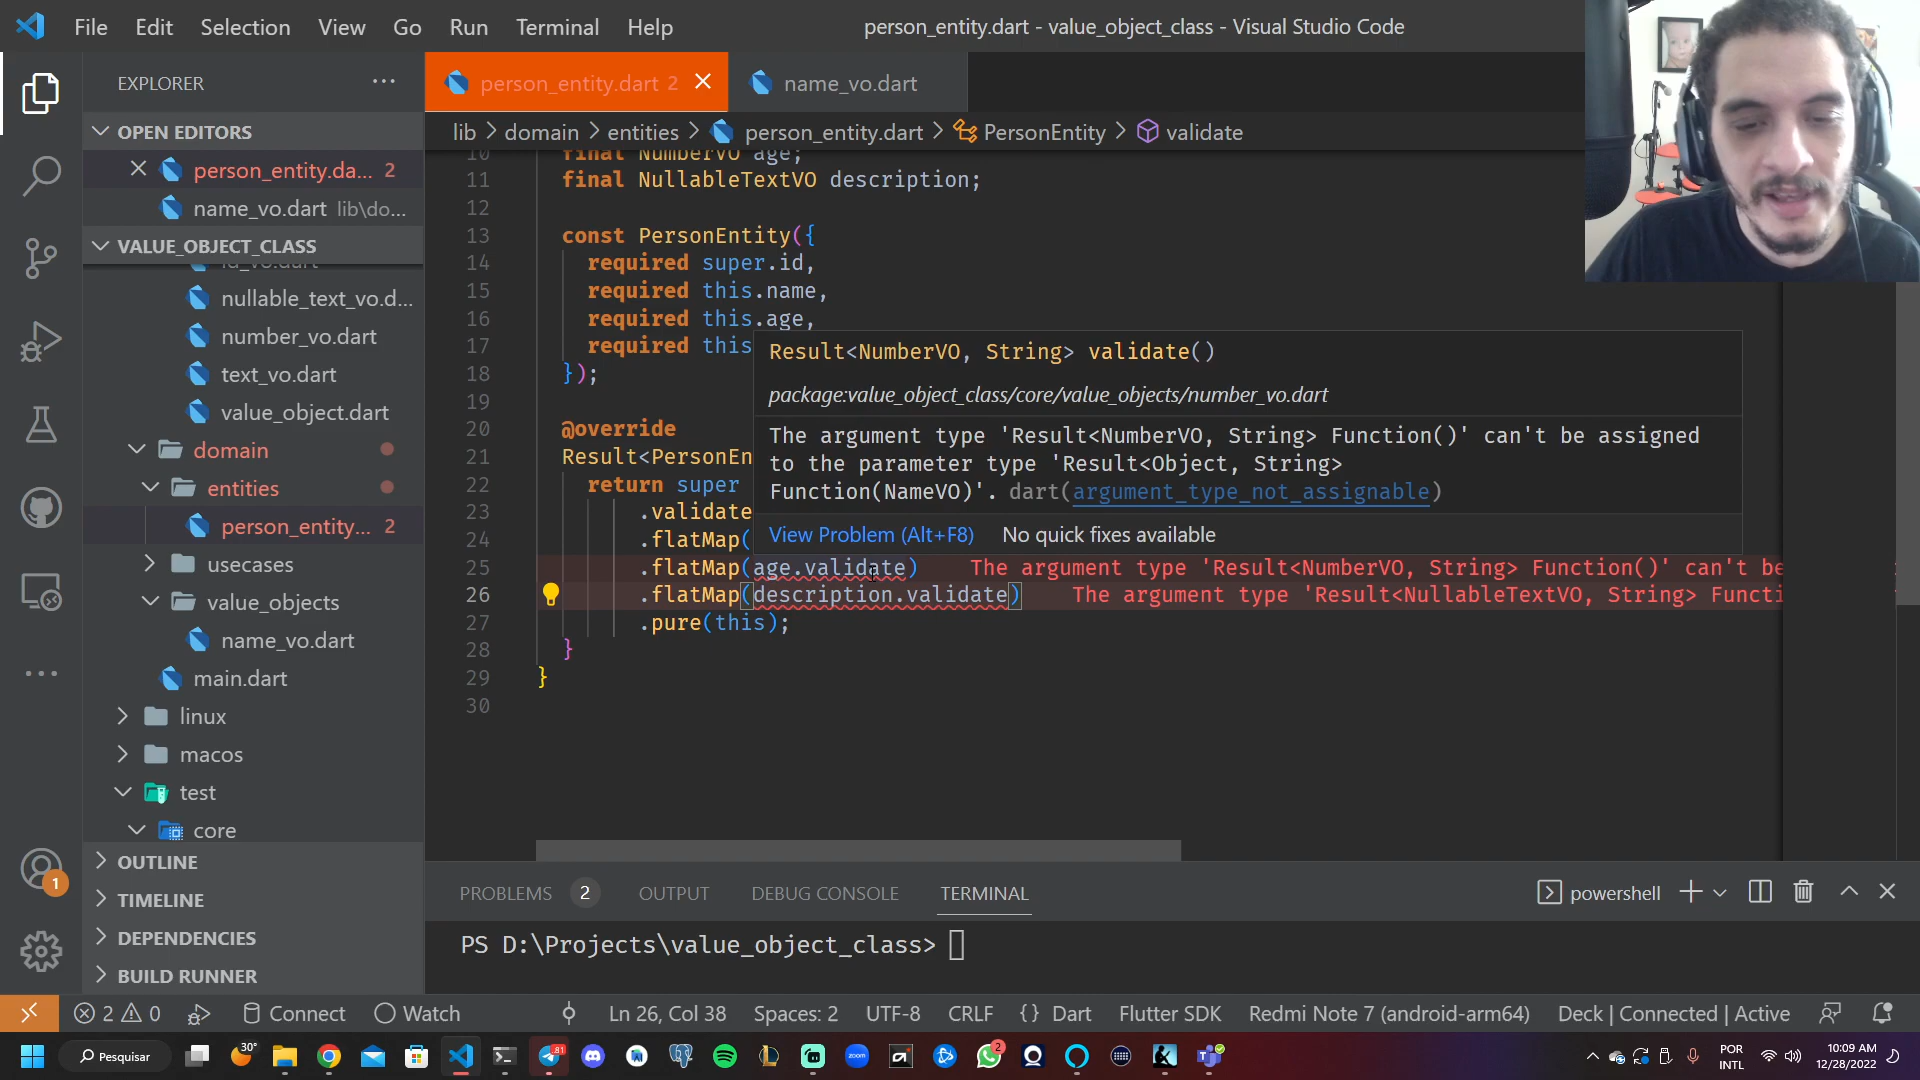 File Edit Selection View Go Run Terminal Help
person_entity.dart - value_object_class - Visual Studio Code
EXPLORER
person_entity.dart 2
name_vo.dart
OPEN EDITORS
lib > domain > entities > person_entity.dart > PersonEntity > validate
person_entity.da... 2
name_vo.dart lib\do...
VALUE_OBJECT_CLASS
id_vo.dart
nullable_text_vo.d...
number_vo.dart
text_vo.dart
value_object.dart
domain
entities
person_entity... 2
usecases
value_objects
name_vo.dart
main.dart
linux
macos
test
core
OUTLINE
TIMELINE
DEPENDENCIES
BUILD RUNNER
10 final NumberVO age;
11 final NullableTextVO description;
12
13 const PersonEntity({
14 required super.id,
15 required this.name,
16 required this.age,
17 required this
18 });
19
20 @override
21 Result<PersonEn
22 return super
23 .validate
24 .flatMap(
25 .flatMap(age.validate) The argument type 'Result<NumberVO, String> Function()' can't be
26 .flatMap(description.validate) The argument type 'Result<NullableTextVO, String> Functi
27 .pure(this);
28 }
29 }
30
Result<NumberVO, String> validate()
package:value_object_class/core/value_objects/number_vo.dart
The argument type 'Result<NumberVO, String> Function()' can't be assigned
to the parameter type 'Result<Object, String>
Function(NameVO)'. dart(argument_type_not_assignable)
View Problem (Alt+F8) No quick fixes available
PROBLEMS 2 OUTPUT DEBUG CONSOLE TERMINAL
powershell
PS D:\Projects\value_object_class>
1
2 0 Connect Watch Ln 26, Col 38 Spaces: 2 UTF-8 CRLF {} Dart Flutter SDK Redmi Note 7 (android-arm64) Deck | Connected | Active
30°
Pesquisar
zoom
2
POR
INTL
10:09 AM
12/28/2022